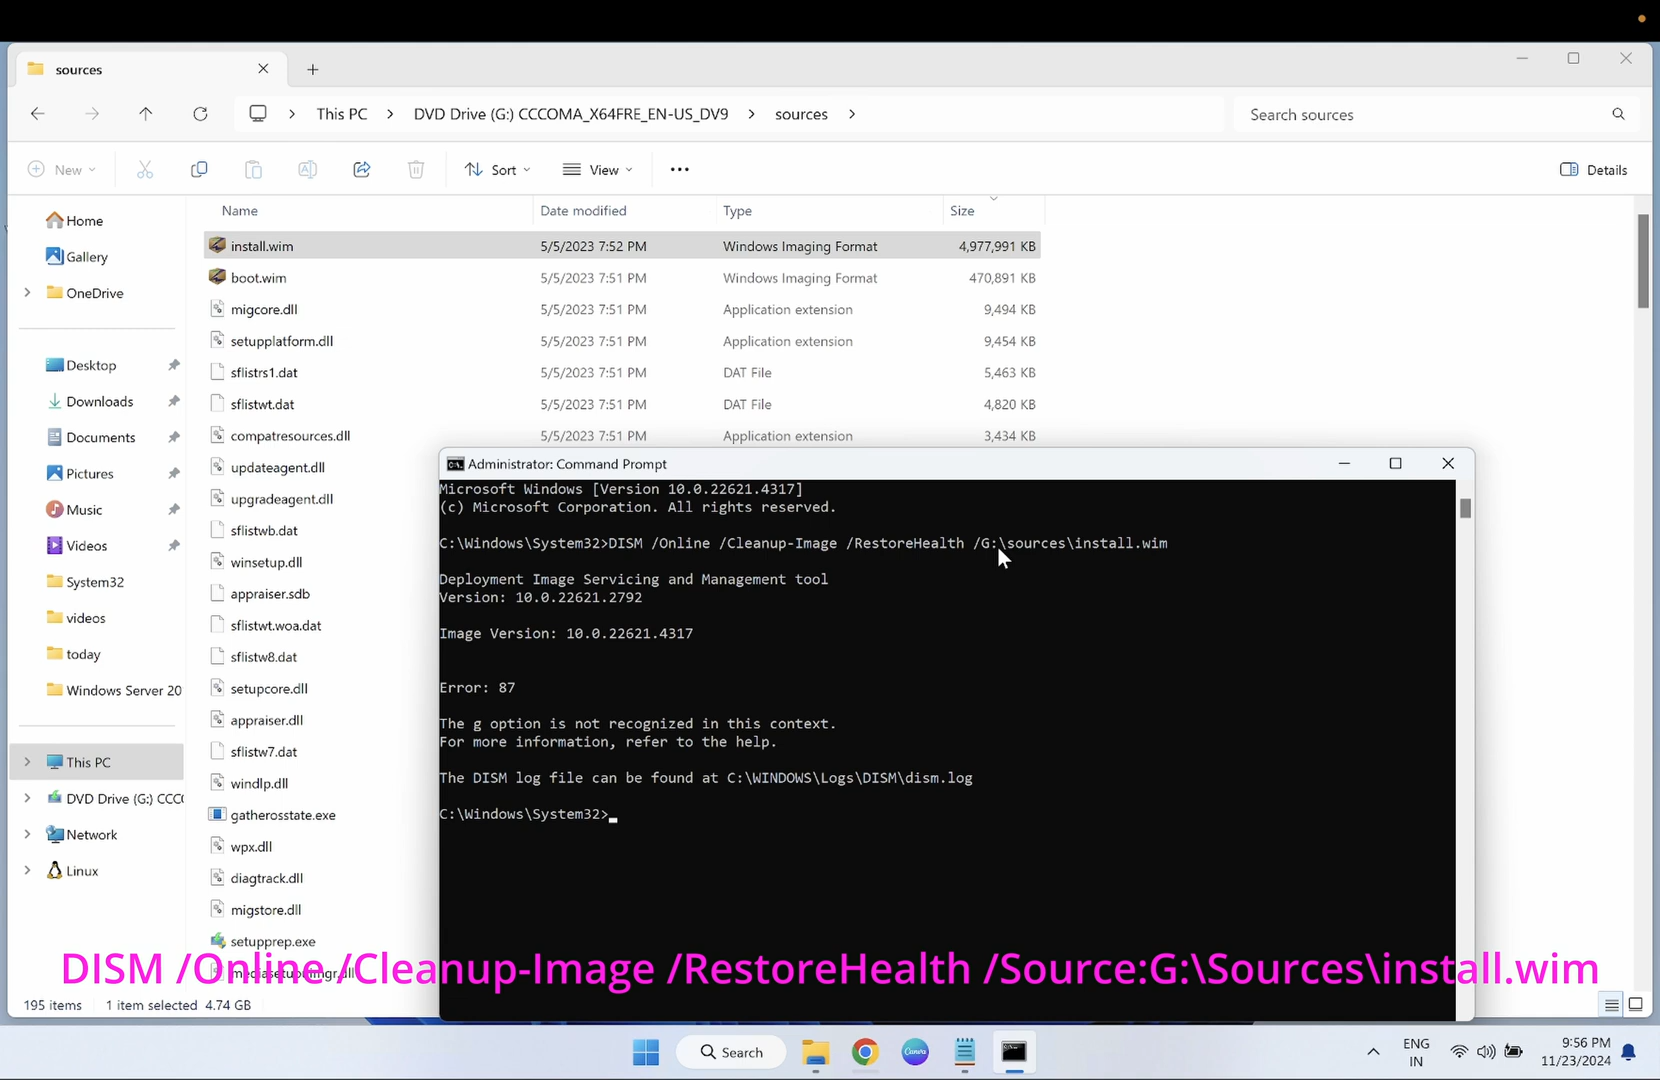 sources
This PC
DVD Drive (G:) CCCOMA_X64FRE_EN-US_DV9
sources
Search sources
New
Sort
View
Details
Home
Gallery
OneDrive
Desktop
Downloads
Documents
Pictures
Music
Videos
System32
videos
today
Windows Server 20
This PC
DVD Drive (G:) CCC
Network
Linux
Name Date modified Type Size
install.wim 5/5/2023 7:52 PM Windows Imaging Format 4,977,991 KB
boot.wim 5/5/2023 7:51 PM Windows Imaging Format 470,891 KB
migcore.dll 5/5/2023 7:51 PM Application extension 9,494 KB
setupplatform.dll 5/5/2023 7:51 PM Application extension 9,454 KB
sflistrs1.dat 5/5/2023 7:51 PM DAT File 5,463 KB
sflistwt.dat 5/5/2023 7:51 PM DAT File 4,820 KB
compatresources.dll 5/5/2023 7:51 PM Application extension 3,434 KB
updateagent.dll
upgradeagent.dll
sflistwb.dat
winsetup.dll
appraiser.sdb
sflistwt.woa.dat
sflistw8.dat
setupcore.dll
appraiser.dll
sflistw7.dat
windlp.dll
gatherosstate.exe
wpx.dll
diagtrack.dll
migstore.dll
setupprep.exe
Administrator: Command Prompt
Microsoft Windows [Version 10.0.22621.4317]
(c) Microsoft Corporation. All rights reserved.
C:\Windows\System32>DISM /Online /Cleanup-Image /RestoreHealth /G:\sources\install.wim
Deployment Image Servicing and Management tool
Version: 10.0.22621.2792
Image Version: 10.0.22621.4317
Error: 87
The g option is not recognized in this context.
For more information, refer to the help.
The DISM log file can be found at C:\WINDOWS\Logs\DISM\dism.log
C:\Windows\System32>
DISM /Online /Cleanup-Image /RestoreHealth /Source:G:\Sources\install.wim
195 items 1 item selected 4.74 GB
Search
ENG
IN
9:56 PM
11/23/2024